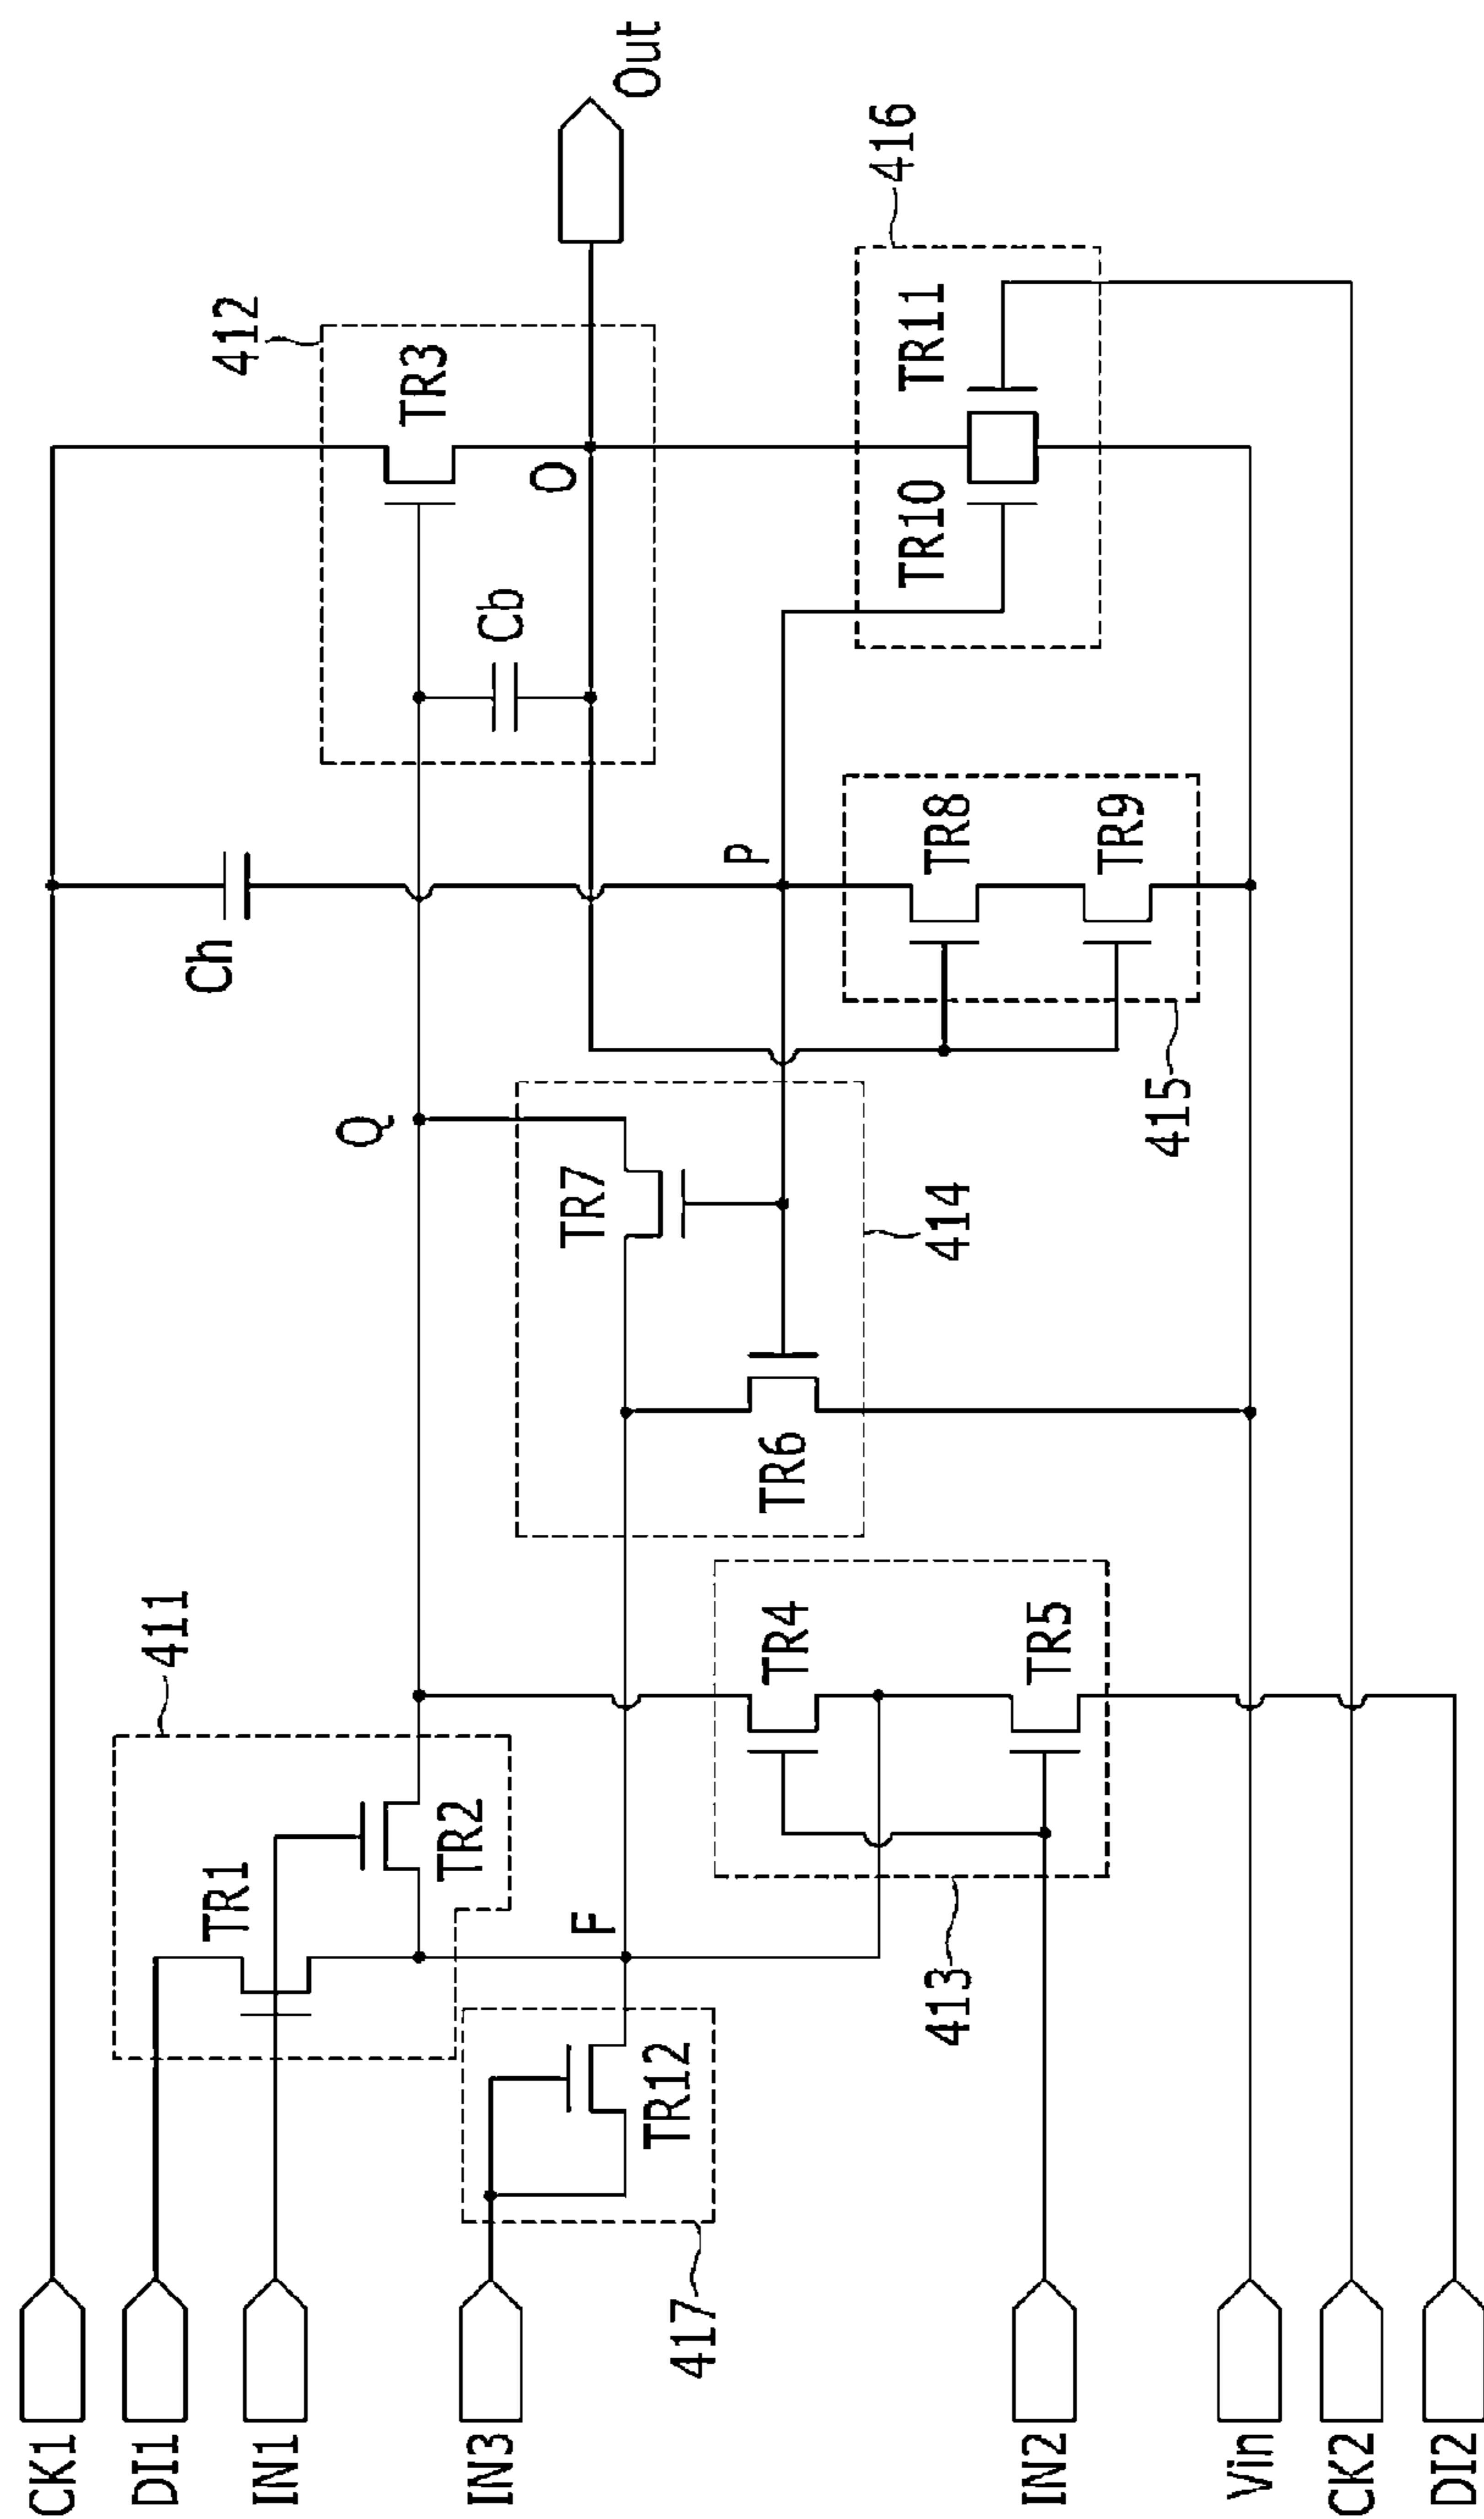 CK1
DI1
IN1
IN3
IN2
Vin
CK2
DI2
411
TR1
TR2
417
TR12
F
413
TR4
TR5
414
TR6
TR7
Q
Ch
P
415
TR8
TR9
412
TR3
Cb
O
416
TR10
TR11
Out